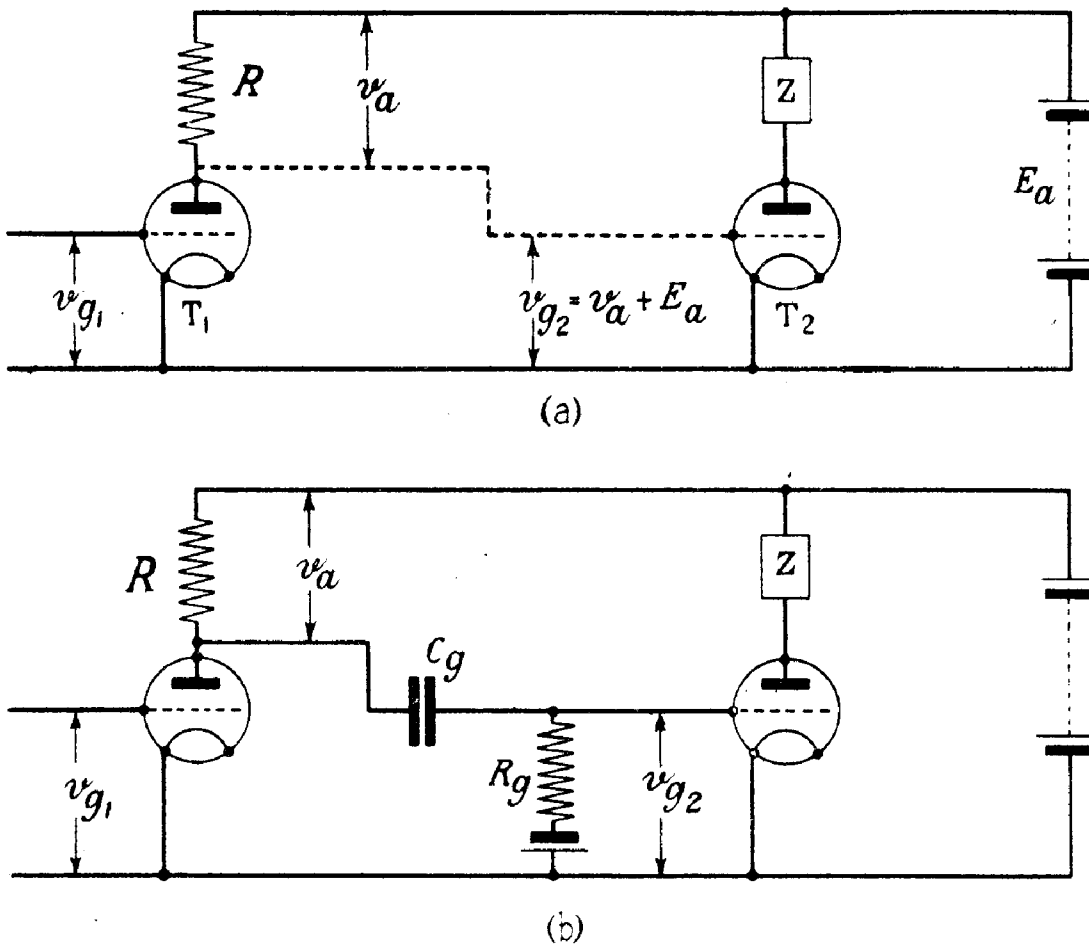 R
v_a
Z
E_a
v_g₁
T₁
v_g₂ = v_a + E_a
T₂
(a)
R
v_a
Z
C_g
v_g₁
R_g
v_g₂
(b)